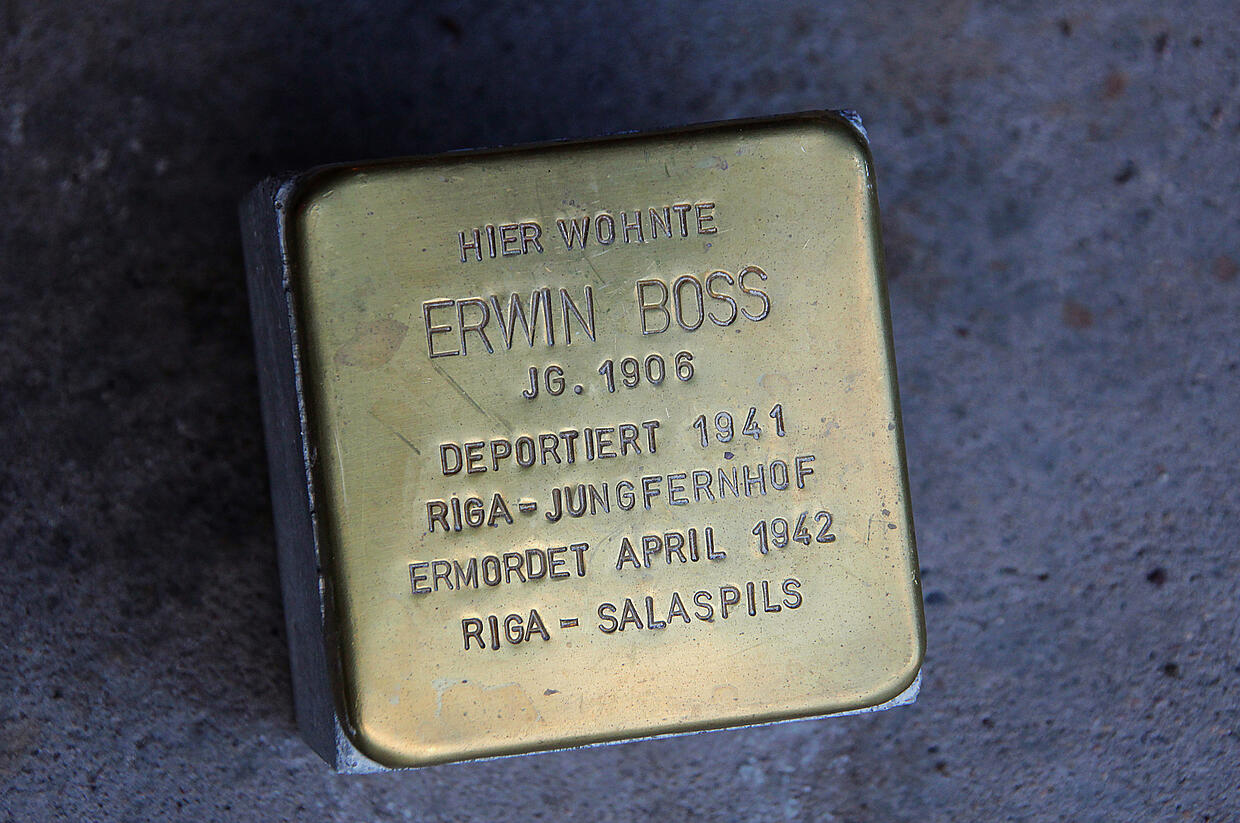 HIER WOHNTE
ERWIN BOSS
JG. 1906
DEPORTIERT 1941
RIGA-JUNGFERNHOF
ERMORDET APRIL 1942
RIGA - SALASPILS